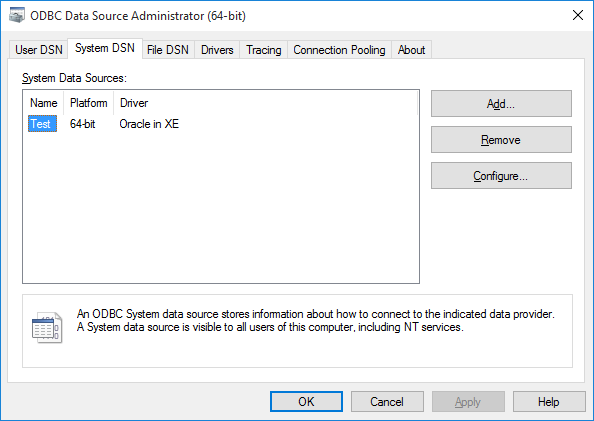 ODBC Data Source Administrator (64-bit)
User DSN System DSN File DSN Drivers Tracing Connection Pooling About
System Data Sources:
Name Platform Driver
Test 64-bit Oracle in XE
Add...
Remove
Configure...
An ODBC System data source stores information about how to connect to the indicated data provider.
A System data source is visible to all users of this computer, including NT services.
OK Cancel Apply Help